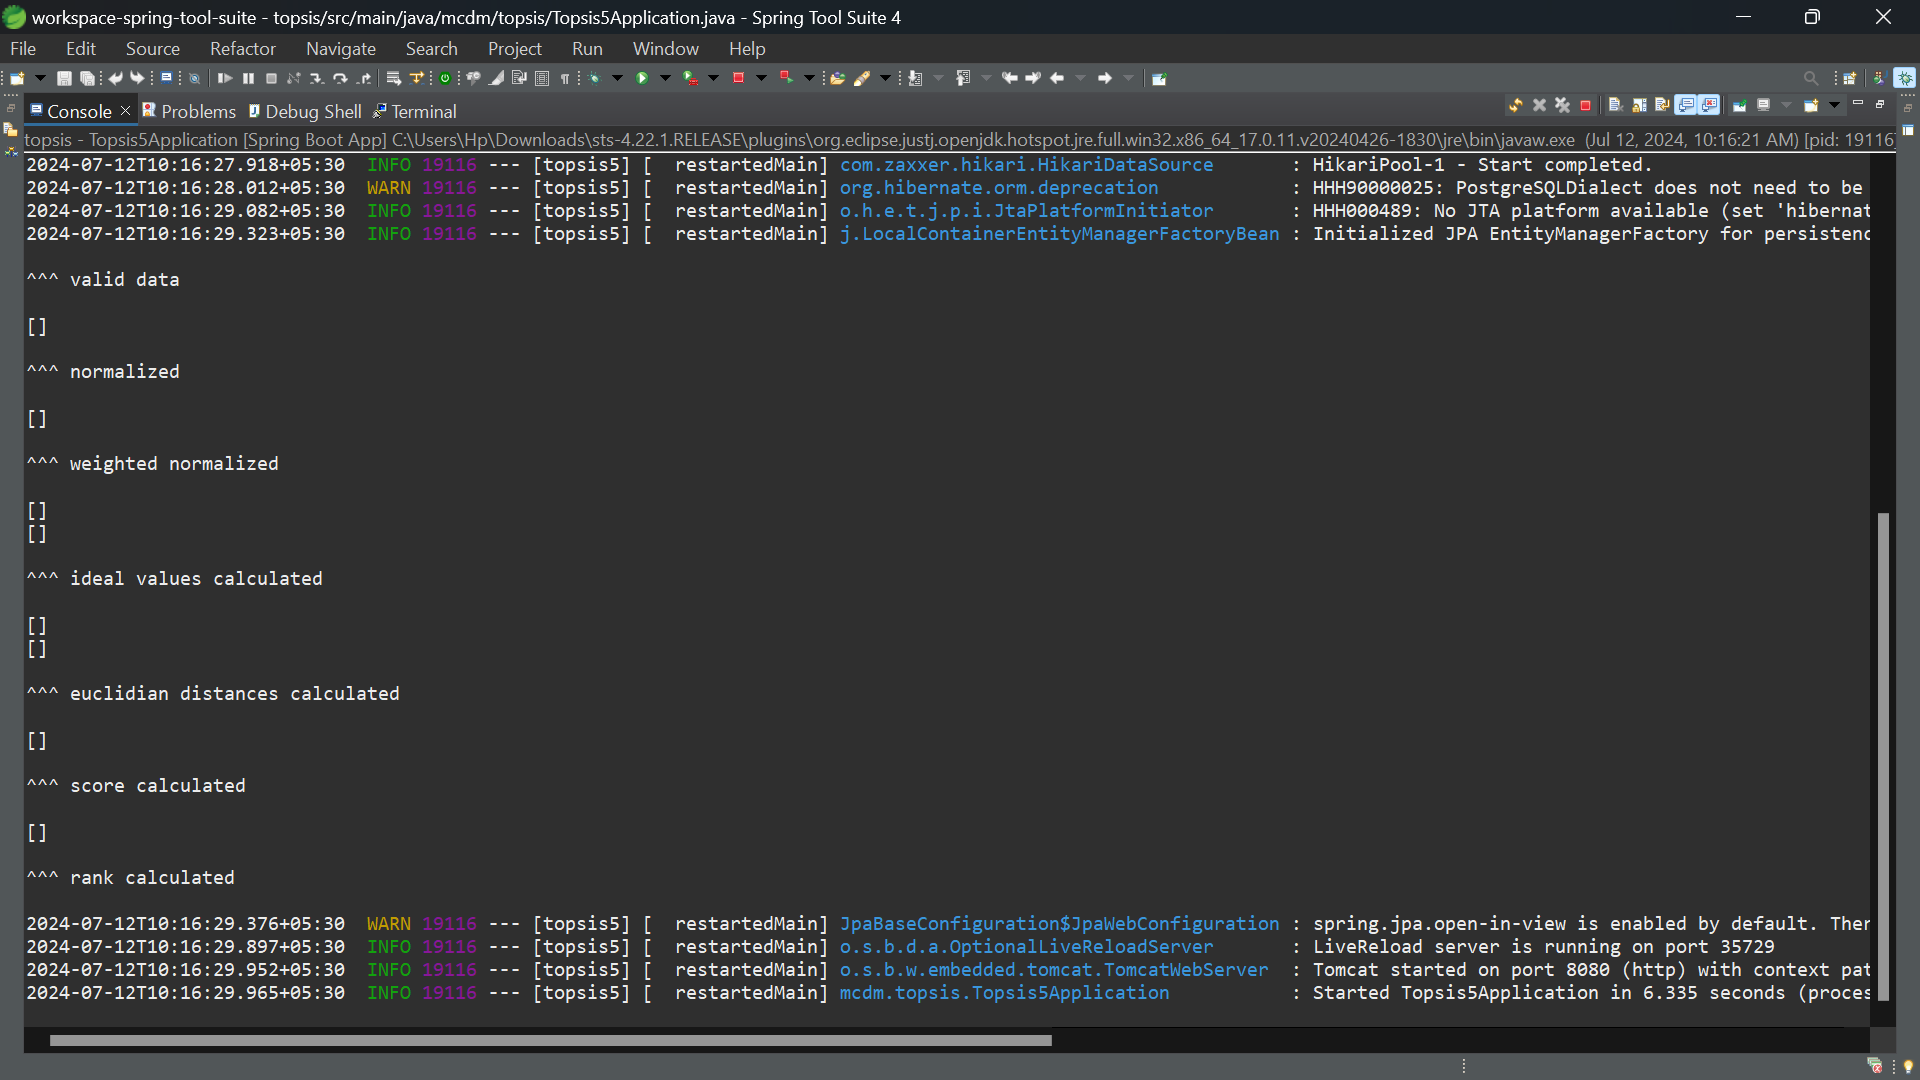 workspace-spring-tool-suite - topsis/src/main/java/mcdm/topsis/Topsis5Application.java - Spring Tool Suite 4
File Edit Source Refactor Navigate Search Project Run Window Help
Console Problems Debug Shell Terminal
topsis - Topsis5Application [Spring Boot App] C:\Users\Hp\Downloads\sts-4.22.1.RELEASE\plugins\org.eclipse.justj.openjdk.hotspot.jre.full.win32.x86_64_17.0.11.v20240426-1830\jre\bin\javaw.exe (Jul 12, 2024, 10:16:21 AM) [pid: 19116
2024-07-12T10:16:27.918+05:30 INFO 19116 --- [topsis5] [ restartedMain] com.zaxxer.hikari.HikariDataSource : HikariPool-1 - Start completed.
2024-07-12T10:16:28.012+05:30 WARN 19116 --- [topsis5] [ restartedMain] org.hibernate.orm.deprecation : HHH90000025: PostgreSQLDialect does not need to be
2024-07-12T10:16:29.082+05:30 INFO 19116 --- [topsis5] [ restartedMain] o.h.e.t.j.p.i.JtaPlatformInitiator : HHH000489: No JTA platform available (set 'hibernat
2024-07-12T10:16:29.323+05:30 INFO 19116 --- [topsis5] [ restartedMain] j.LocalContainerEntityManagerFactoryBean : Initialized JPA EntityManagerFactory for persistenc
^^^ valid data
[]
^^^ normalized
[]
^^^ weighted normalized
[]
[]
^^^ ideal values calculated
[]
[]
^^^ euclidian distances calculated
[]
^^^ score calculated
[]
^^^ rank calculated
2024-07-12T10:16:29.376+05:30 WARN 19116 --- [topsis5] [ restartedMain] JpaBaseConfiguration$JpaWebConfiguration : spring.jpa.open-in-view is enabled by default. Ther
2024-07-12T10:16:29.897+05:30 INFO 19116 --- [topsis5] [ restartedMain] o.s.b.d.a.OptionalLiveReloadServer : LiveReload server is running on port 35729
2024-07-12T10:16:29.952+05:30 INFO 19116 --- [topsis5] [ restartedMain] o.s.b.w.embedded.tomcat.TomcatWebServer : Tomcat started on port 8080 (http) with context pat
2024-07-12T10:16:29.965+05:30 INFO 19116 --- [topsis5] [ restartedMain] mcdm.topsis.Topsis5Application : Started Topsis5Application in 6.335 seconds (proces